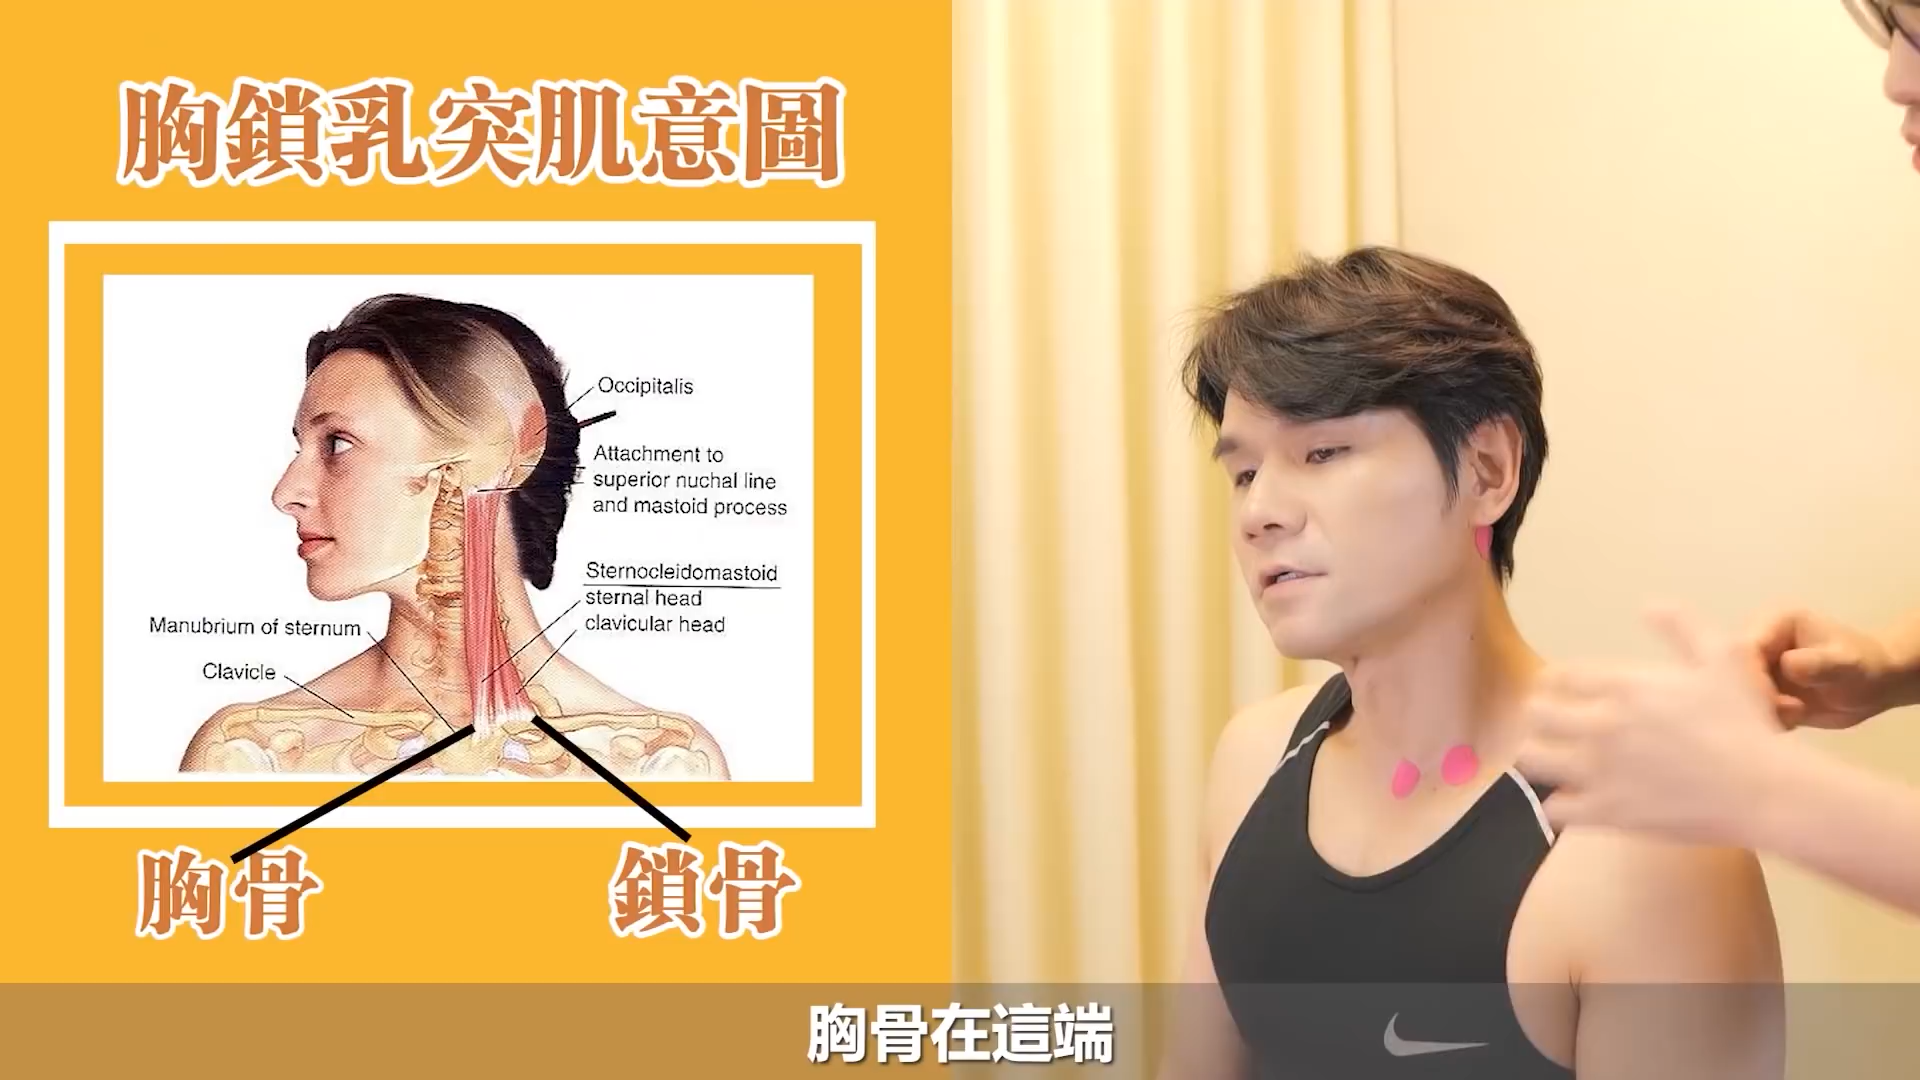 胸鎖乳突肌意圖
Occipitalis
Attachment to
superior nuchal line
and mastoid process
Sternocleidomastoid
sternal head
clavicular head
Manubrium of sternum
Clavicle
胸骨
鎖骨
胸骨在這端